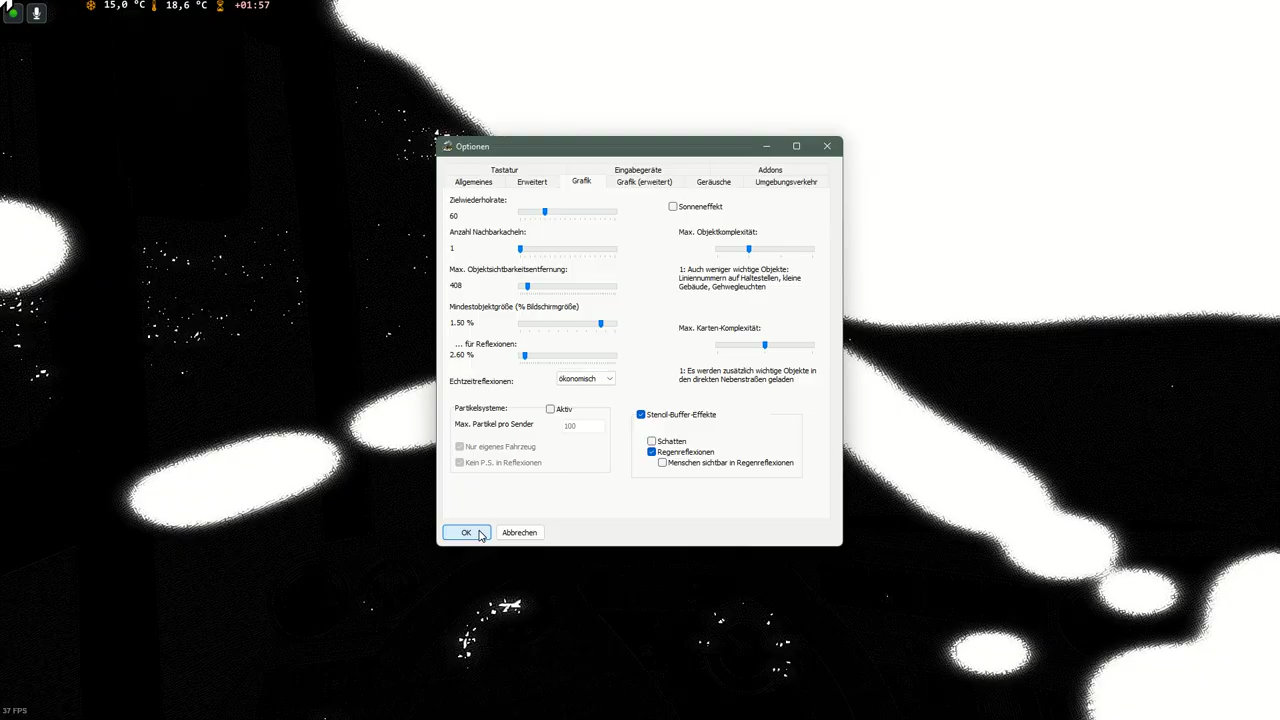 15,0 °C 18,6 °C +01:57
Optionen
Tastatur Eingabegeräte Addons
Allgemeines Erweitert Grafik Grafik (erweitert) Geräusche Umgebungsverkehr
Zielwiederholrate:
60
Anzahl Nachbarkacheln:
1
Max. Objektsichtbarkeitsentfernung:
408
Mindestobjektgröße (% Bildschirmgröße)
1.50 %
... für Reflexionen:
2.60 %
Echtzeitreflexionen: ökonomisch
Partikelsysteme: Aktiv
Max. Partikel pro Sender 100
Nur eigenes Fahrzeug
Kein P.S. in Reflexionen
Sonneneffekt
Max. Objektkomplexität:
1: Auch weniger wichtige Objekte:
Liniennummern auf Haltestellen, kleine
Gebäude, Gehwegleuchten
Max. Karten-Komplexität:
1: Es werden zusätzlich wichtige Objekte in
den direkten Nebenstraßen geladen
Stencil-Buffer-Effekte
Schatten
Regenreflexionen
Menschen sichtbar in Regenreflexionen
OK Abbrechen
37 FPS